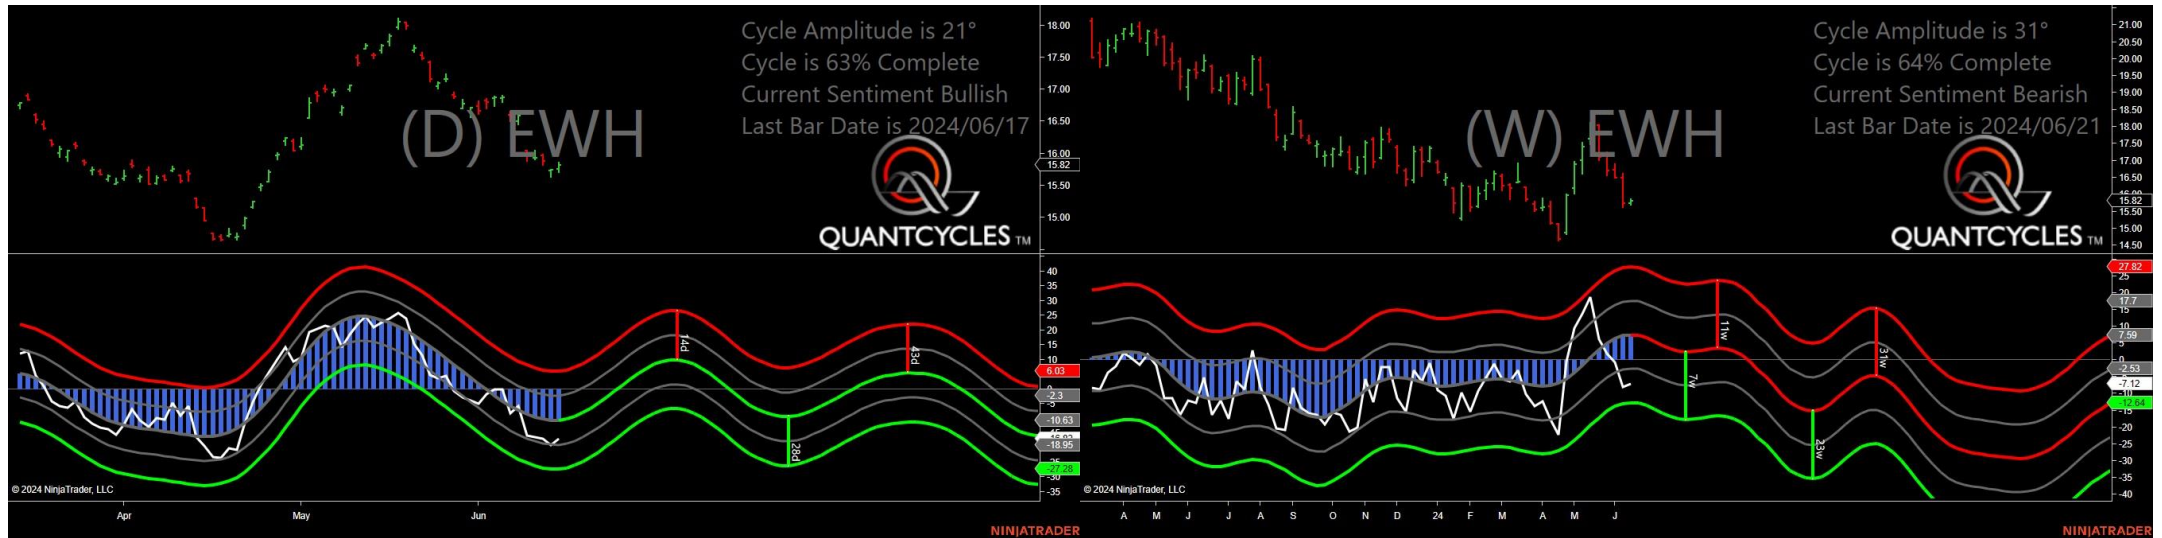 Cycle Amplitude is 21°
Cycle is 63% Complete
Current Sentiment Bullish
Last Bar Date is 2024/06/17
(D) EWH
QUANTCYCLES TM
18.00
17.50
17.00
16.50
16.00
15.82
15.50
15.00
40
35
30
25
20
15
10
6.03
-2.3
-5
-10.63
-18.95
-27.28
-35
14d
28d
43d
© 2024 NinjaTrader, LLC
Apr
May
Jun
NINJATRADER
Cycle Amplitude is 31°
Cycle is 64% Complete
Current Sentiment Bearish
Last Bar Date is 2024/06/21
(W) EWH
QUANTCYCLES TM
21.00
20.50
20.00
19.50
19.00
18.50
18.00
17.50
17.00
16.50
15.82
15.50
15.00
14.50
27.82
25
17.7
15
10
7.59
5
0
-2.53
-7.12
-12.64
-15
-20
-25
-30
-35
-40
11w
7w
23w
31w
© 2024 NinjaTrader, LLC
A
M
J
J
A
S
O
N
D
24
F
M
A
M
J
NINJATRADER